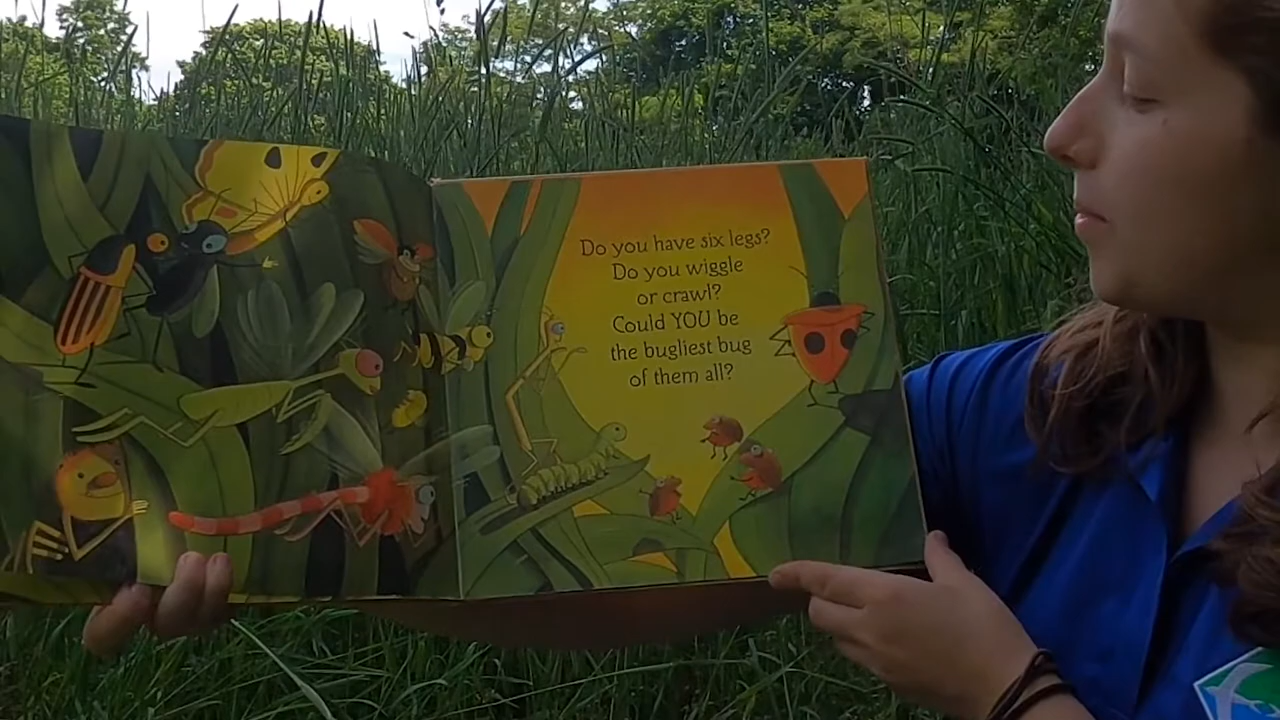 Do you have six legs?
Do you wiggle
or crawl?
Could YOU be
the bugliest bug
of them all?